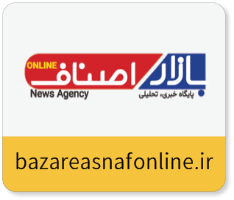 ONLINE
بازار اصناف
News Agency
پایگاه خبری، تحلیلی
bazareasnafonline.ir